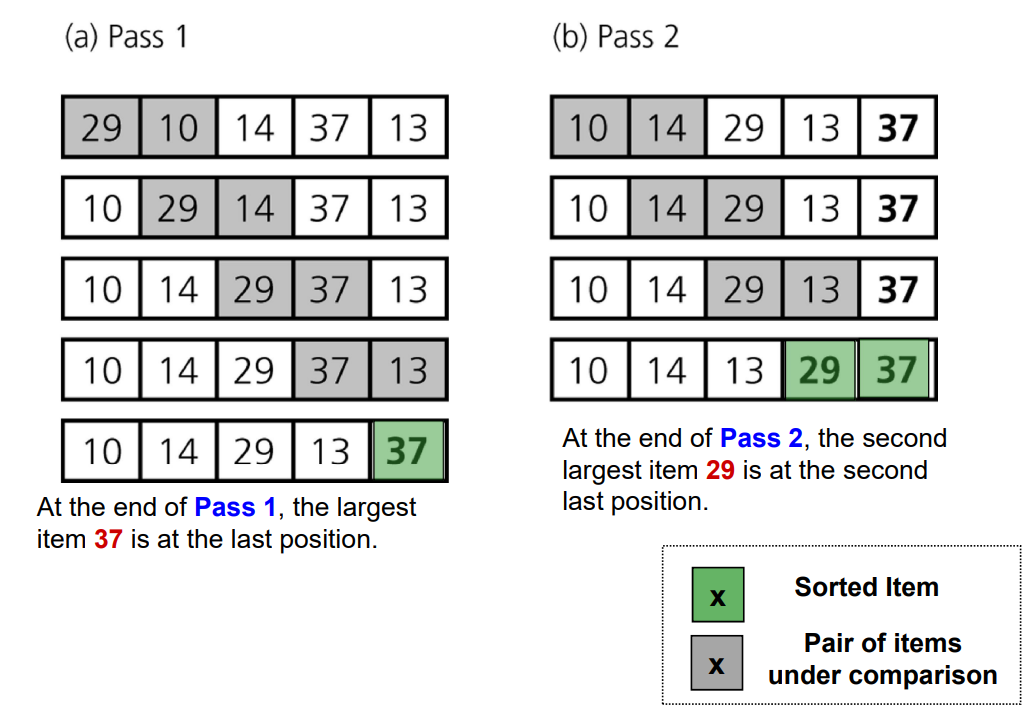 (a) Pass 1
29 10 14 37 13
10 29 14 37 13
10 14 29 37 13
10 14 29 37 13
10 14 29 13 37
At the end of Pass 1, the largest
item 37 is at the last position.
(b) Pass 2
10 14 29 13 37
10 14 29 13 37
10 14 29 13 37
10 14 13 29 37
At the end of Pass 2, the second
largest item 29 is at the second
last position.
x Sorted Item
x Pair of items
under comparison